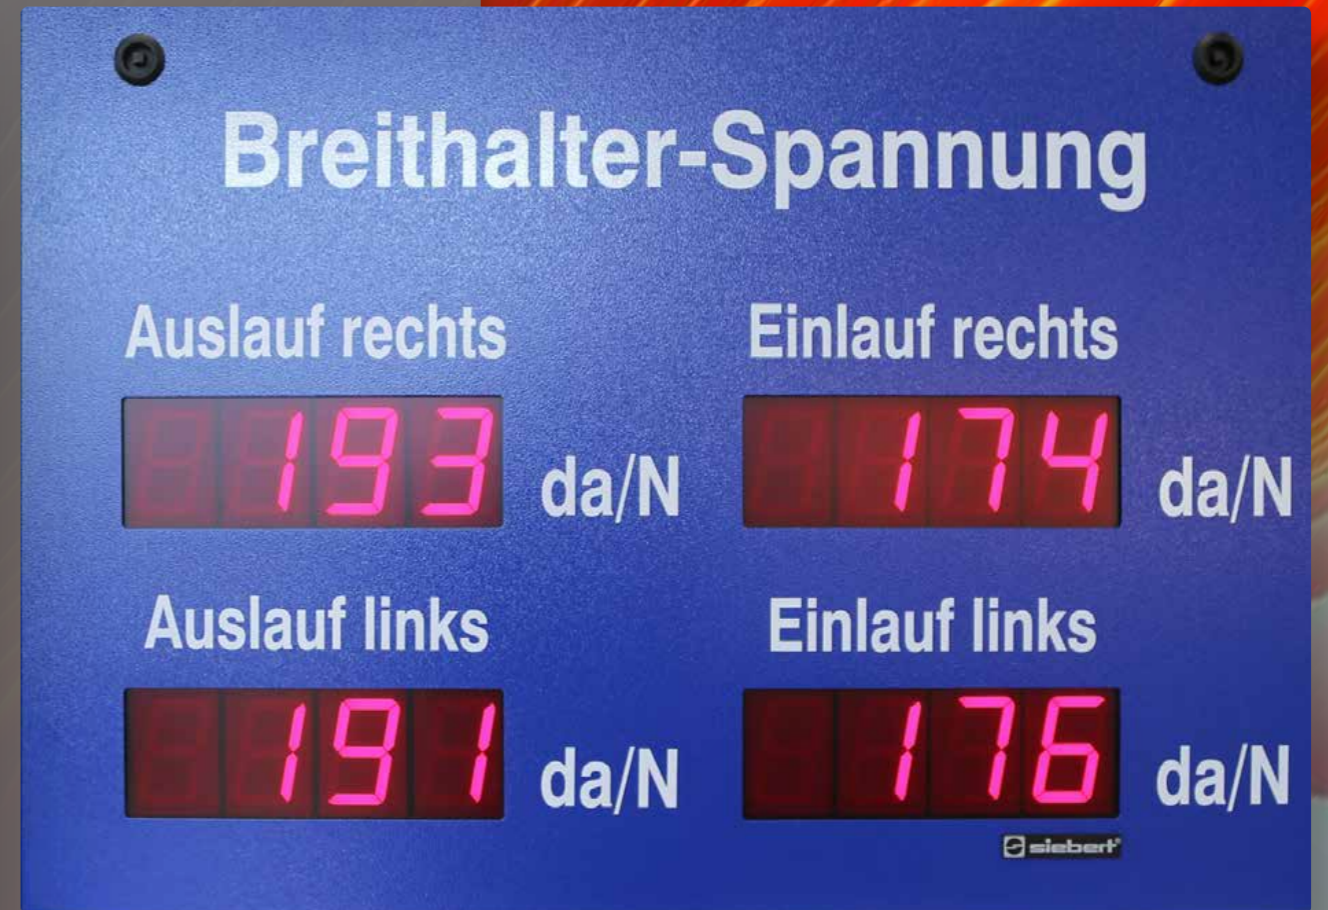 Breithalter-Spannung
Auslauf rechts Einlauf rechts
193 da/N 174 da/N
Auslauf links Einlauf links
191 da/N 176 da/N
siebert